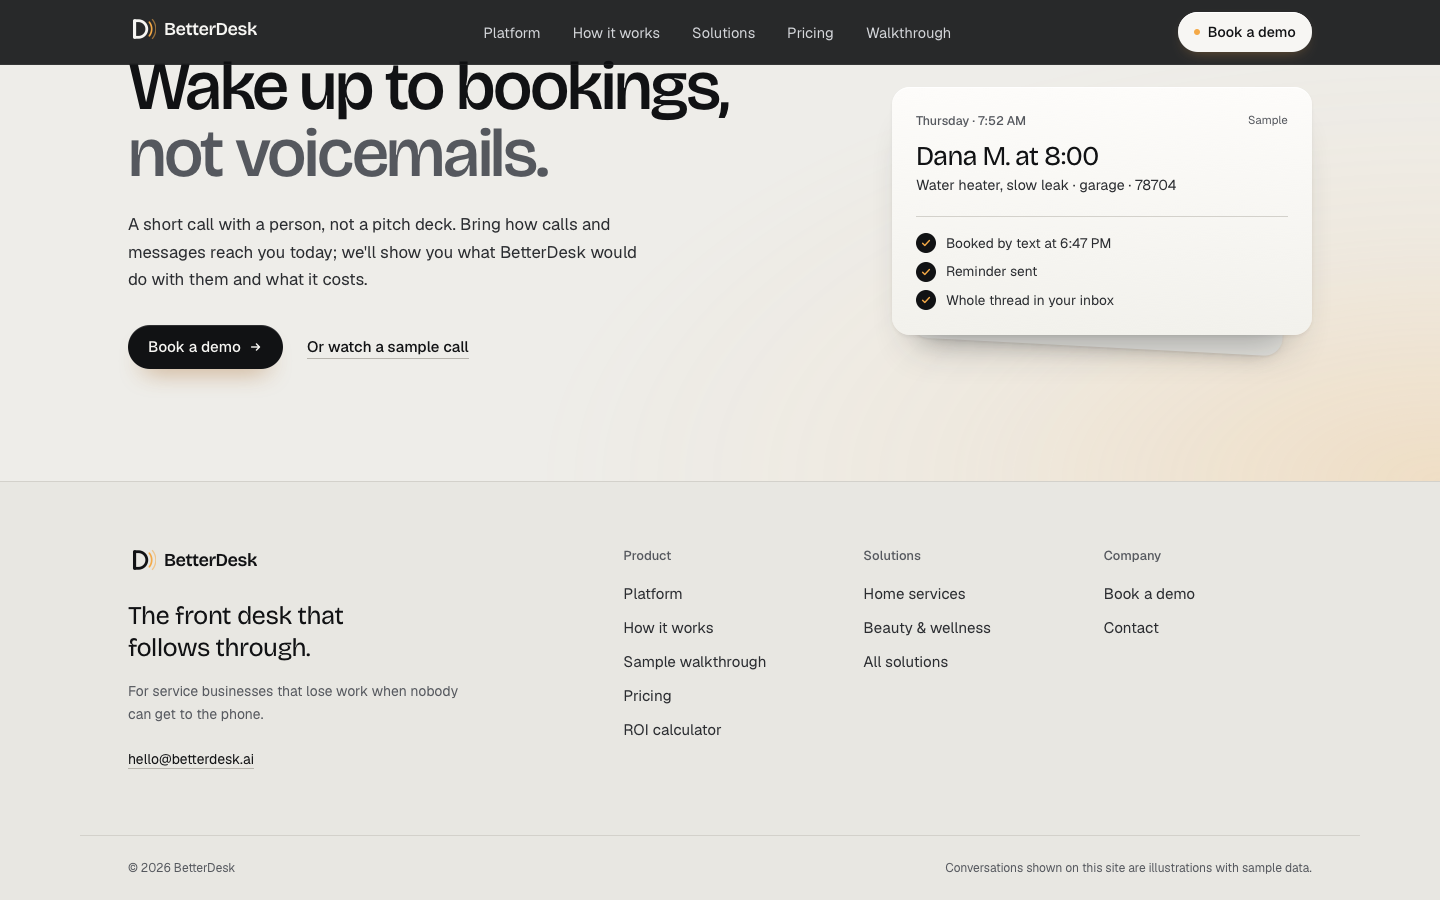 BetterDesk
Platform
How it works
Solutions
Pricing
Walkthrough
Book a demo
Wake up to bookings,
not voicemails.
A short call with a person, not a pitch deck. Bring how calls and
messages reach you today; we'll show you what BetterDesk would
do with them and what it costs.
Book a demo →
Or watch a sample call
Thursday · 7:52 AM
Sample
Dana M. at 8:00
Water heater, slow leak · garage · 78704
Booked by text at 6:47 PM
Reminder sent
Whole thread in your inbox
BetterDesk
The front desk that
follows through.
For service businesses that lose work when nobody
can get to the phone.
hello@betterdesk.ai
Product
Platform
How it works
Sample walkthrough
Pricing
ROI calculator
Solutions
Home services
Beauty & wellness
All solutions
Company
Book a demo
Contact
© 2026 BetterDesk
Conversations shown on this site are illustrations with sample data.